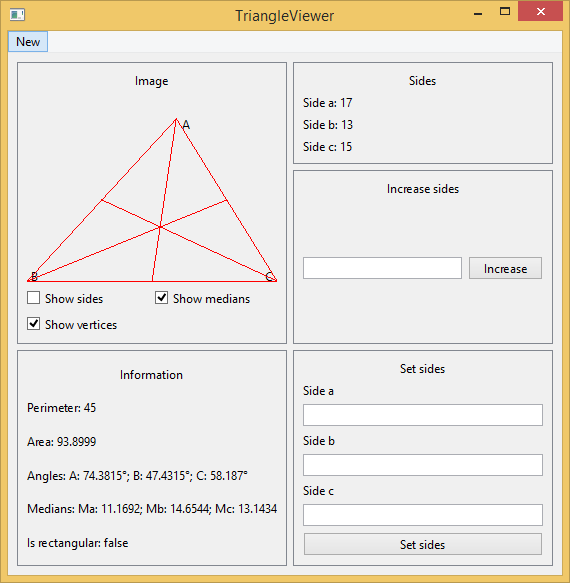 TriangleViewer
New
Image
A
B
C
Show sides
Show medians
Show vertices
Sides
Side a: 17
Side b: 13
Side c: 15
Increase sides
Increase
Information
Perimeter: 45
Area: 93.8999
Angles: A: 74.3815°; B: 47.4315°; C: 58.187°
Medians: Ma: 11.1692; Mb: 14.6544; Mc: 13.1434
Is rectangular: false
Set sides
Side a
Side b
Side c
Set sides